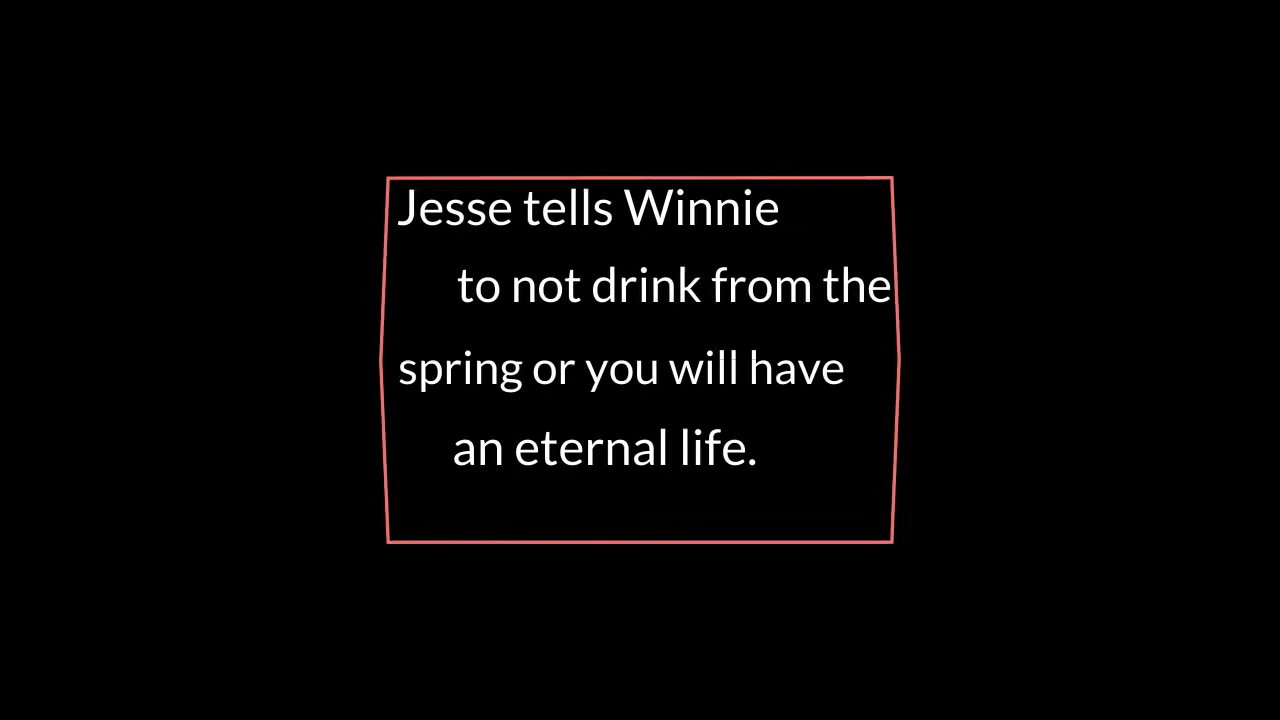 Jesse tells Winnie
to not drink from the
spring or you will have
an eternal life.